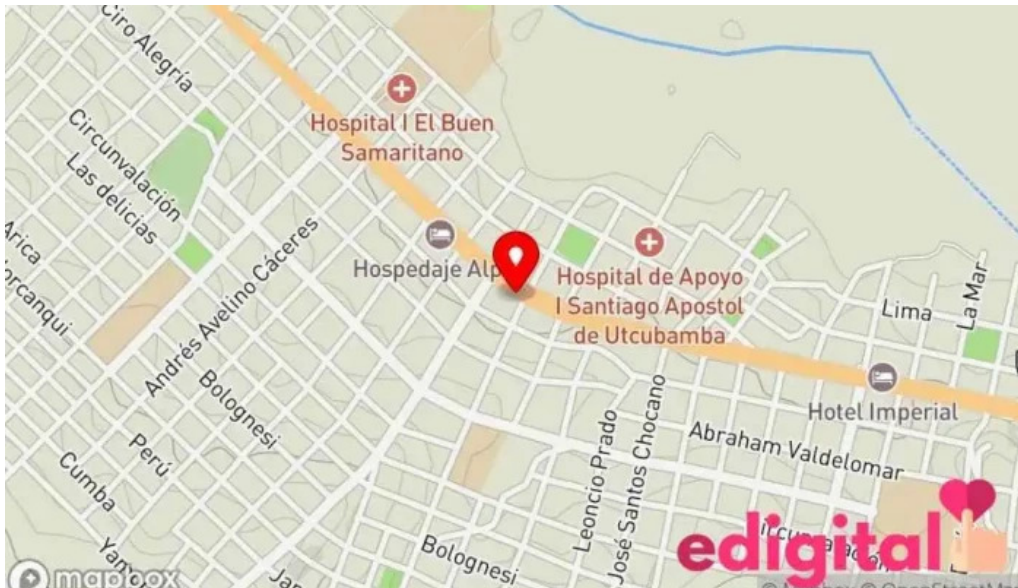 Ciro Alegría
Hospital I El Buen
Samaritano
Circunvalación
Las delicias
Arica
Andrés Avelino Cáceres
Hospedaje
Hospital de Apoyo
I Santiago Apostol
de Utcubamba
Lima
La Mar
Hotel Imperial
Bolognesi
Perú
Cumba
Leoncio Prado
José Santos Chocano
Abraham Valdelomar
Bolognesi
edigital
mapbox